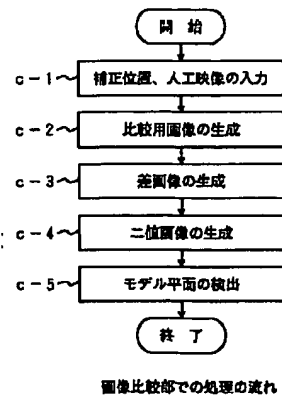 開 始
c-1 補正位置、人工映像の入力
c-2 比較用画像の生成
c-3 差画像の生成
c-4 二値画像の生成
c-5 モデル平面の検出
終 了
画像比較部での処理の流れ